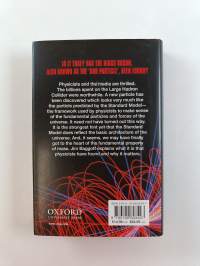 IS IT REALLY HAS THE HIGGS BOSON,
ALSO KNOWN AS THE 'GOD PARTICLE', BEEN FOUND?
Physicists and the media are thrilled.
The billions spent on the Large Hadron
Collider were worthwhile. A new particle has
been discovered which looks very much like
the particle predicted by the Standard Model—
the framework used by physicists to make sense
of the fundamental particles and forces of the
universe. It need not have turned out this way.
It is the strongest hint yet that the Standard
Model does reflect the basic contributors of the
universe. And, it seems, we may have finally
got to the heart of the fundamental property
of mass. Jim Baggott explains what it is that
physicists have found and why it matters.
OXFORD
UNIVERSITY PRESS